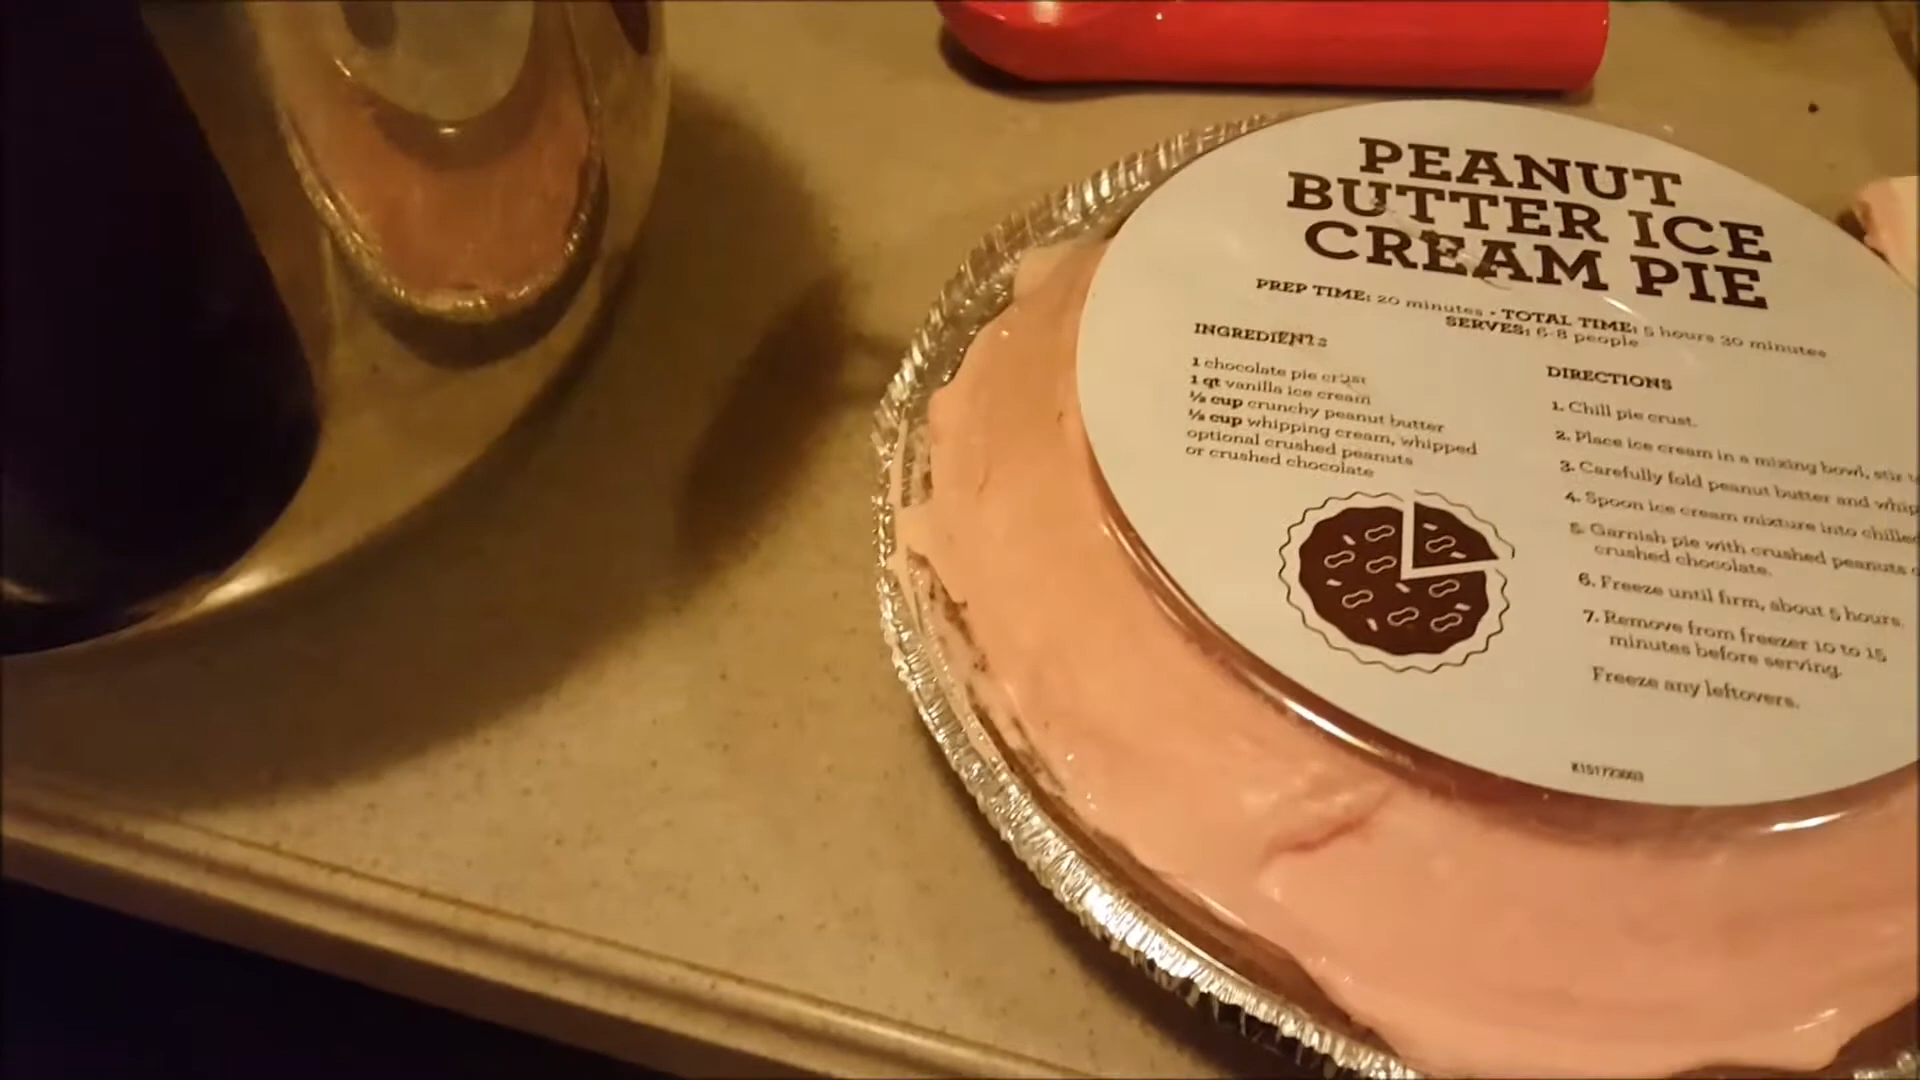 PEANUT
BUTTER ICE
CREAM PIE
PREP TIME: 20 minutes - TOTAL TIME: 5 hours 30 minutes
SERVES: 6-8 people
INGREDIENTS
1 chocolate pie crust
1 qt vanilla ice cream
½ cup crunchy peanut butter
½ cup whipping cream, whipped
optional crushed peanuts
or crushed chocolate
DIRECTIONS
1. Chill pie crust.
2. Place ice cream in a mixing bowl, stir
3. Carefully fold peanut butter and whip
4. Spoon ice cream mixture into chilled
5. Garnish pie with crushed peanuts
crushed chocolate.
6. Freeze until firm, about 5 hours.
7. Remove from freezer 10 to 15
minutes before serving.
Freeze any leftovers.